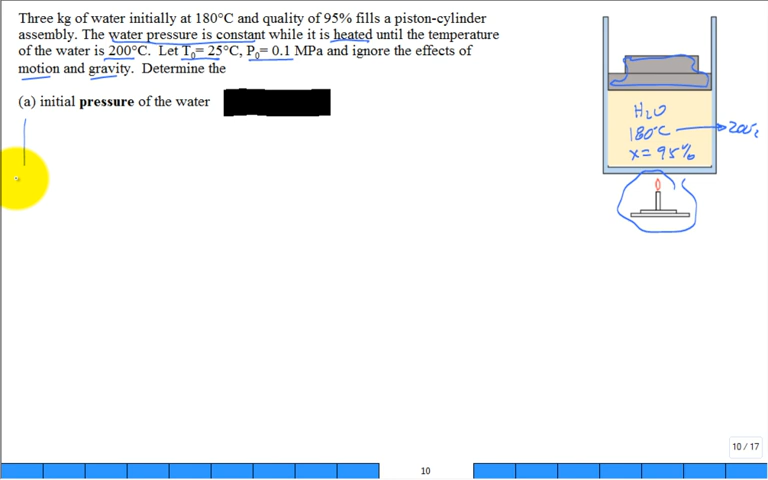 Three kg of water initially at 180°C and quality of 95% fills a piston-cylinder
assembly. The water pressure is constant while it is heated until the temperature
of the water is 200°C. Let T₀= 25°C, P₀= 0.1 MPa and ignore the effects of
motion and gravity. Determine the
(a) initial pressure of the water
H₂O
180°C → 200°C
x = 95%
10 / 17
10